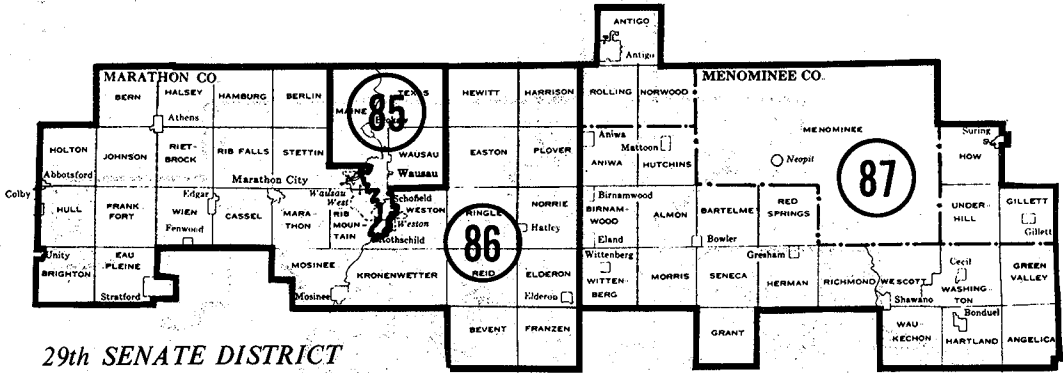 ANTIGO
Antigo
MARATHON CO.
MENOMINEE CO.
BERN
HALSEY
HAMBURG
BERLIN
MAINE
TEXAS
HEWITT
HARRISON
ROLLING
NORWOOD
85
Athens
MENOMINEE
Suring
HOLTON
JOHNSON
RIET-
BROCK
RIB FALLS
STETTIN
WAUSAU
EASTON
PLOVER
Aniwa
ANIWA
Mattoon
HUTCHINS
Neopit
HOW
87
Abbotsford
Marathon City
Wausau
Wausau
West
Colby
HULL
FRANK
FORT
WIEN
Edgar
CASSEL
MARA-
THON
RIB
MOUN-
TAIN
Schofield
WESTON
Weston
Rothschild
RINGLE
NORRIE
Hatley
Birnamwood
BIRNAM-
WOOD
ALMON
BARTELME
RED
SPRINGS
UNDER-
HILL
GILLETT
Gillett
Fenwood
86
Eland
Bowler
Unity
BRIGHTON
EAU
PLEINE
Stratford
MOSINEE
Mosinee
KRONENWETTER
REID
ELDERON
Elderon
Wittenberg
WITTEN-
BERG
MORRIS
SENECA
Gresham
HERMAN
RICHMOND
WESCOTT
Shawano
Cecil
WASHING-
TON
GREEN
VALLEY
BEVENT
FRANZEN
GRANT
WAU-
KECHON
Bonduel
HARTLAND
ANGELICA
29th SENATE DISTRICT